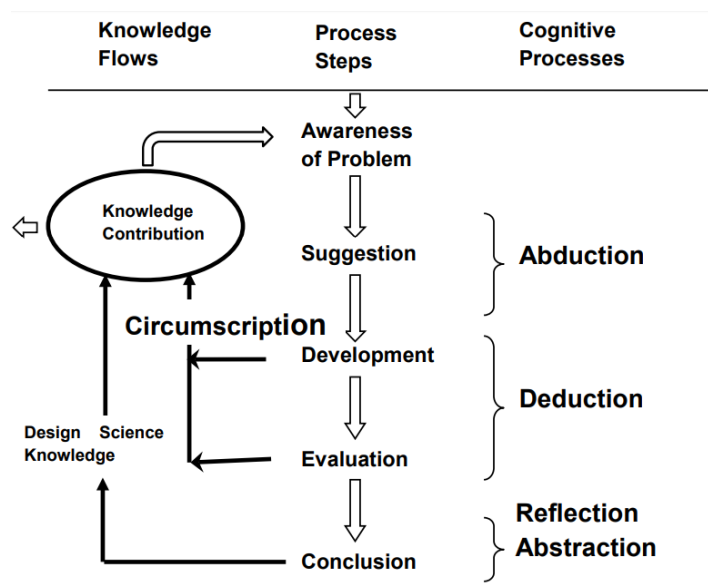 Knowledge
Flows
Process
Steps
Cognitive
Processes
Awareness
of Problem
Knowledge
Contribution
Suggestion
Abduction
Circumscription
Development
Deduction
Design Science
Knowledge
Evaluation
Reflection
Abstraction
Conclusion